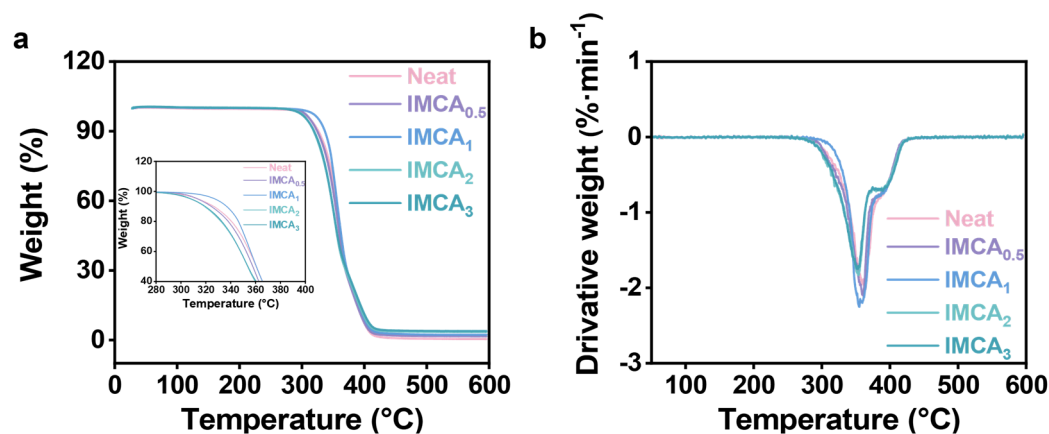 a
120
90
60
30
0
Weight (%)
0 100 200 300 400 500 600
Temperature (°C)
Neat
IMCA0.5
IMCA1
IMCA2
IMCA3
120
100
80
60
40
Weight (%)
280 300 320 340 360 380 400
Temperature (°C)
Neat
IMCA0.5
IMCA1
IMCA2
IMCA3
b
1
0
-1
-2
-3
Drivative weight (%·min⁻¹)
100 200 300 400 500 600
Temperature (°C)
Neat
IMCA0.5
IMCA1
IMCA2
IMCA3